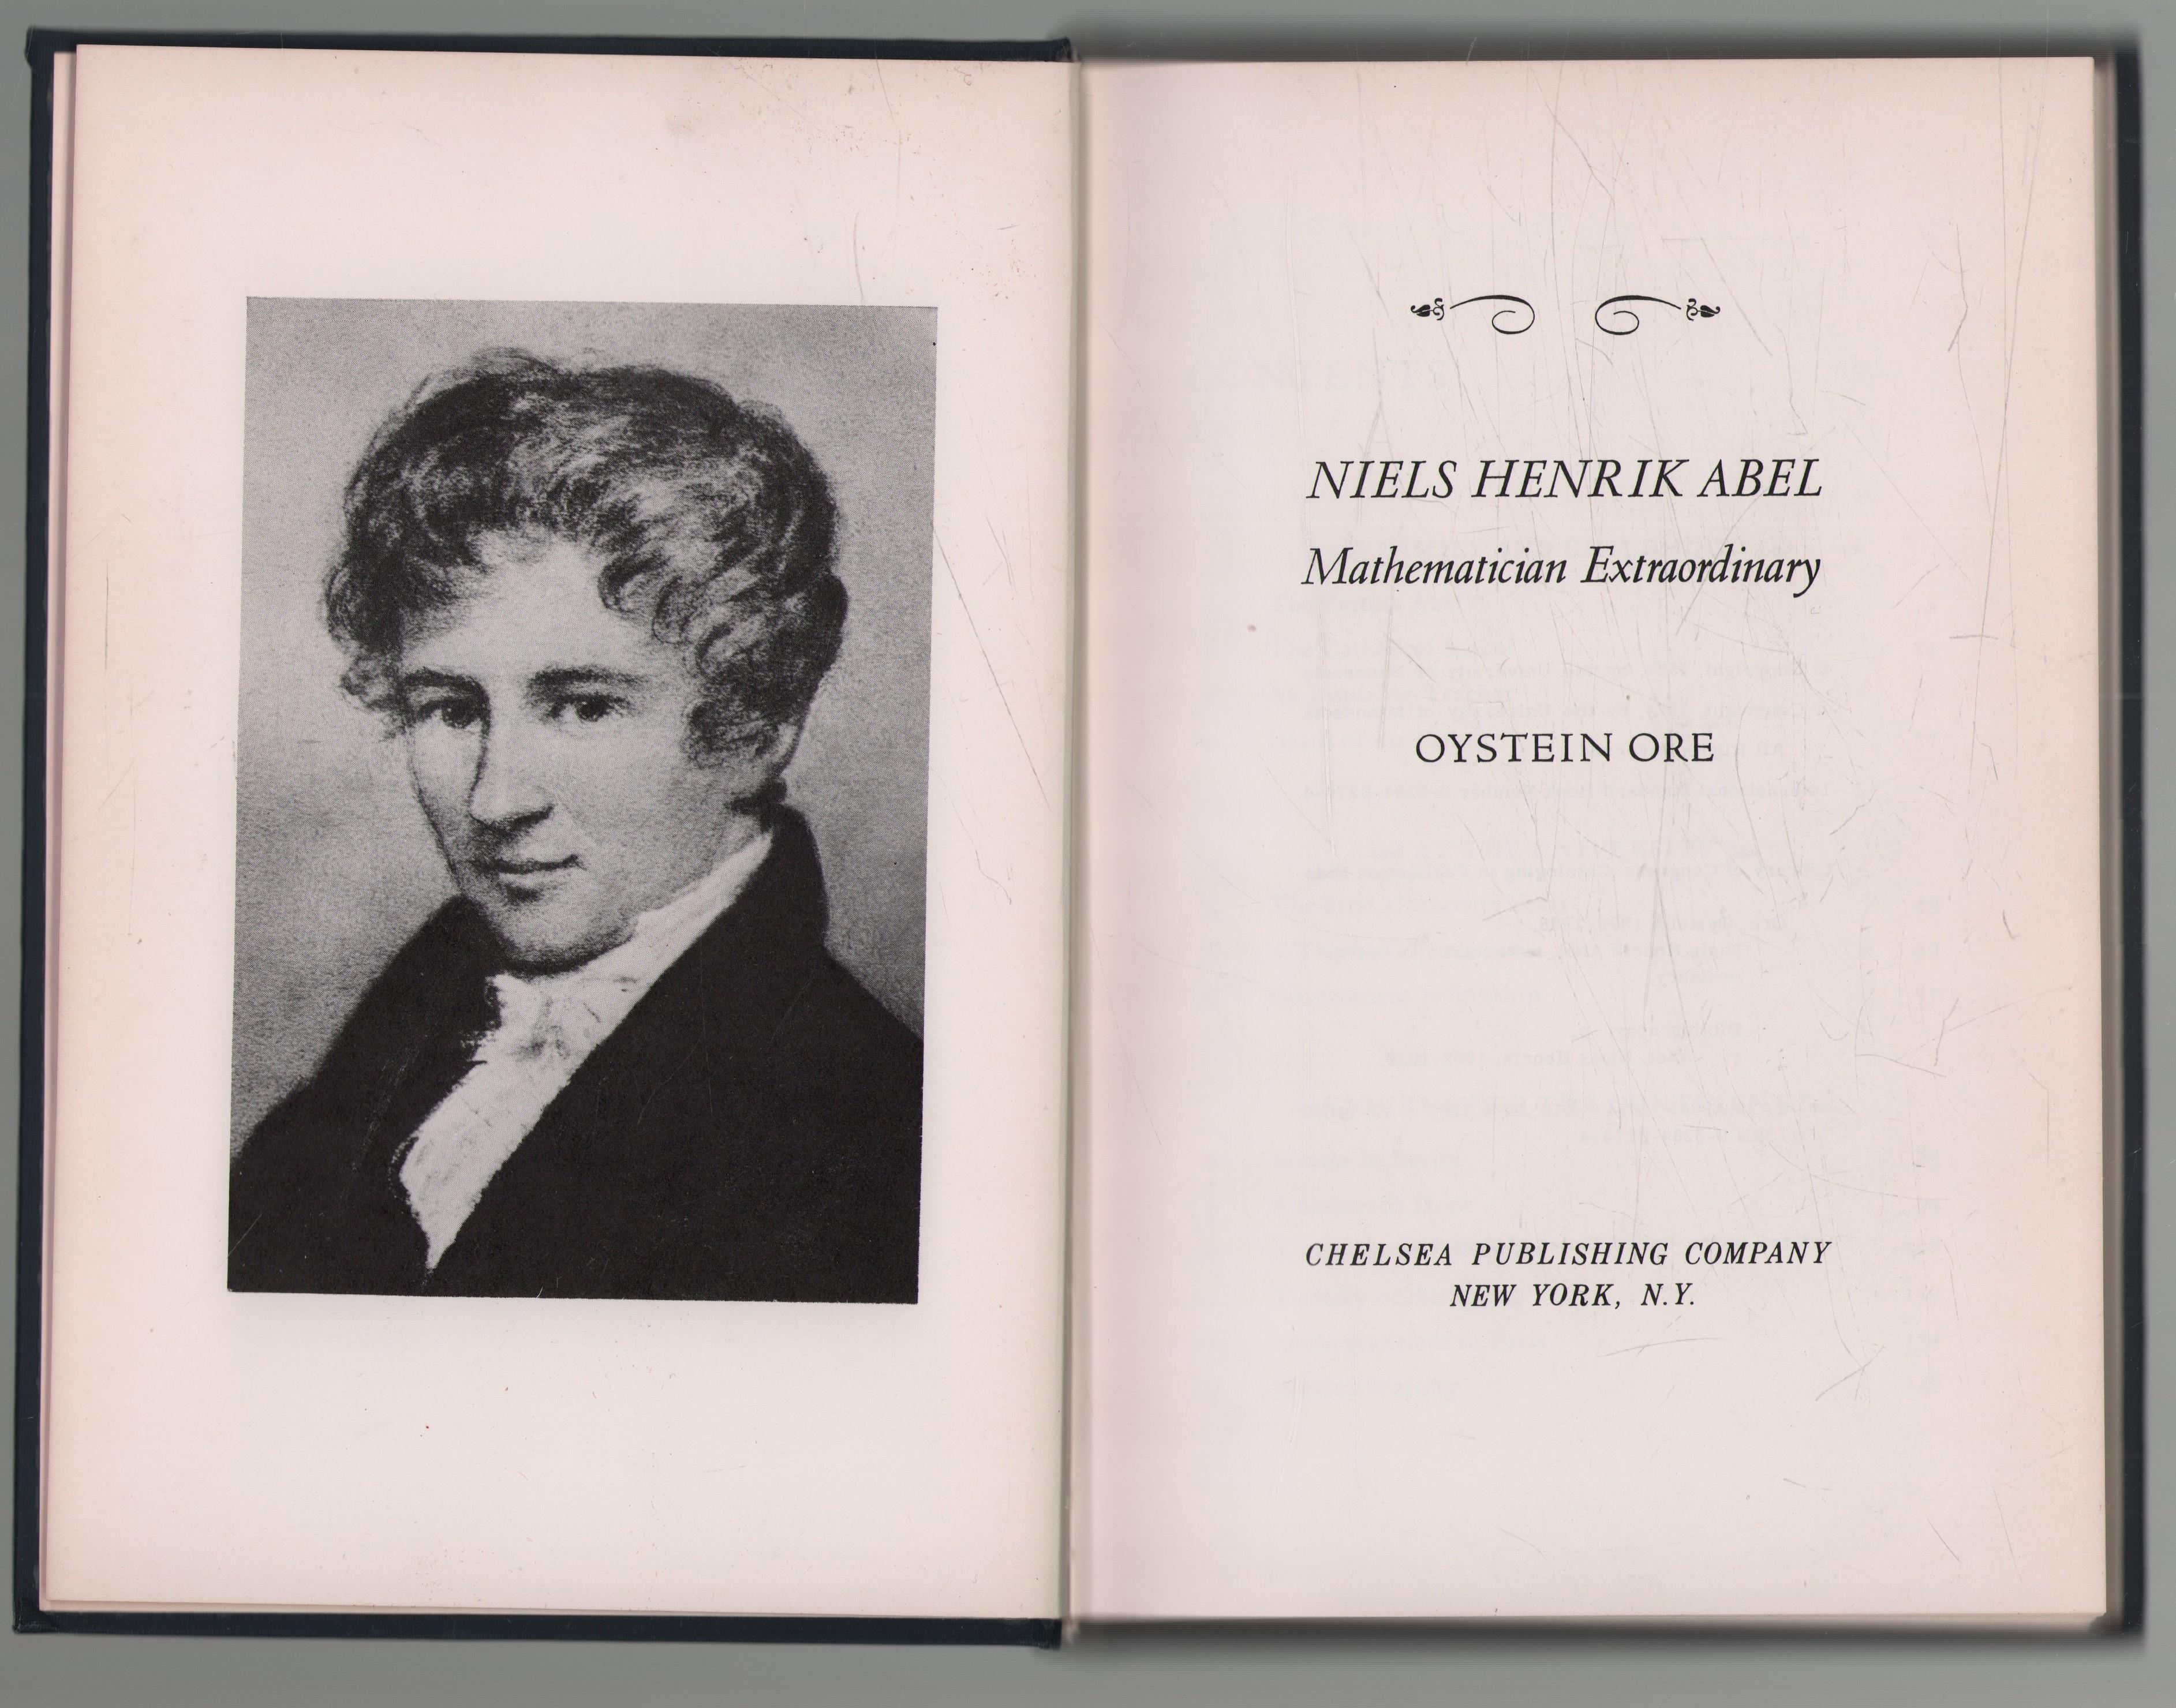 NIELS HENRIK ABEL
Mathematician Extraordinary
OYSTEIN ORE
CHELSEA PUBLISHING COMPANY
NEW YORK, N.Y.